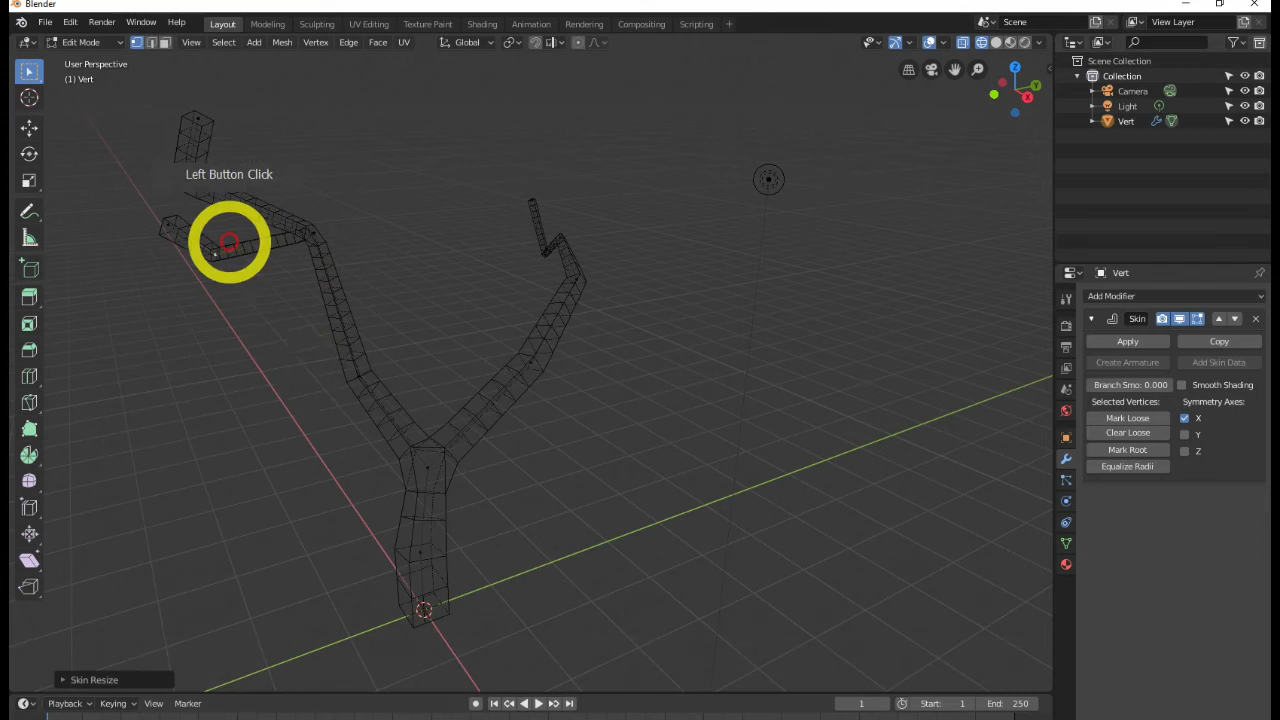 Blender
File Edit Render Window Help
Layout Modeling Sculpting UV Editing Texture Paint Shading Animation Rendering Compositing Scripting +
Scene
View Layer
Edit Mode
View Select Add Mesh Vertex Edge Face UV
Global
User Perspective
(1) Vert
Left Button Click
Z
Y
X
Scene Collection
Collection
Camera
Light
Vert
Vert
Add Modifier
Skin
Apply Copy
Create Armature Add Skin Data
Branch Smo: 0.000 Smooth Shading
Selected Vertices: Symmetry Axes:
Mark Loose X
Clear Loose Y
Mark Root Z
Equalize Radii
Skin Resize
Playback Keying View Marker
1 Start: 1 End: 250